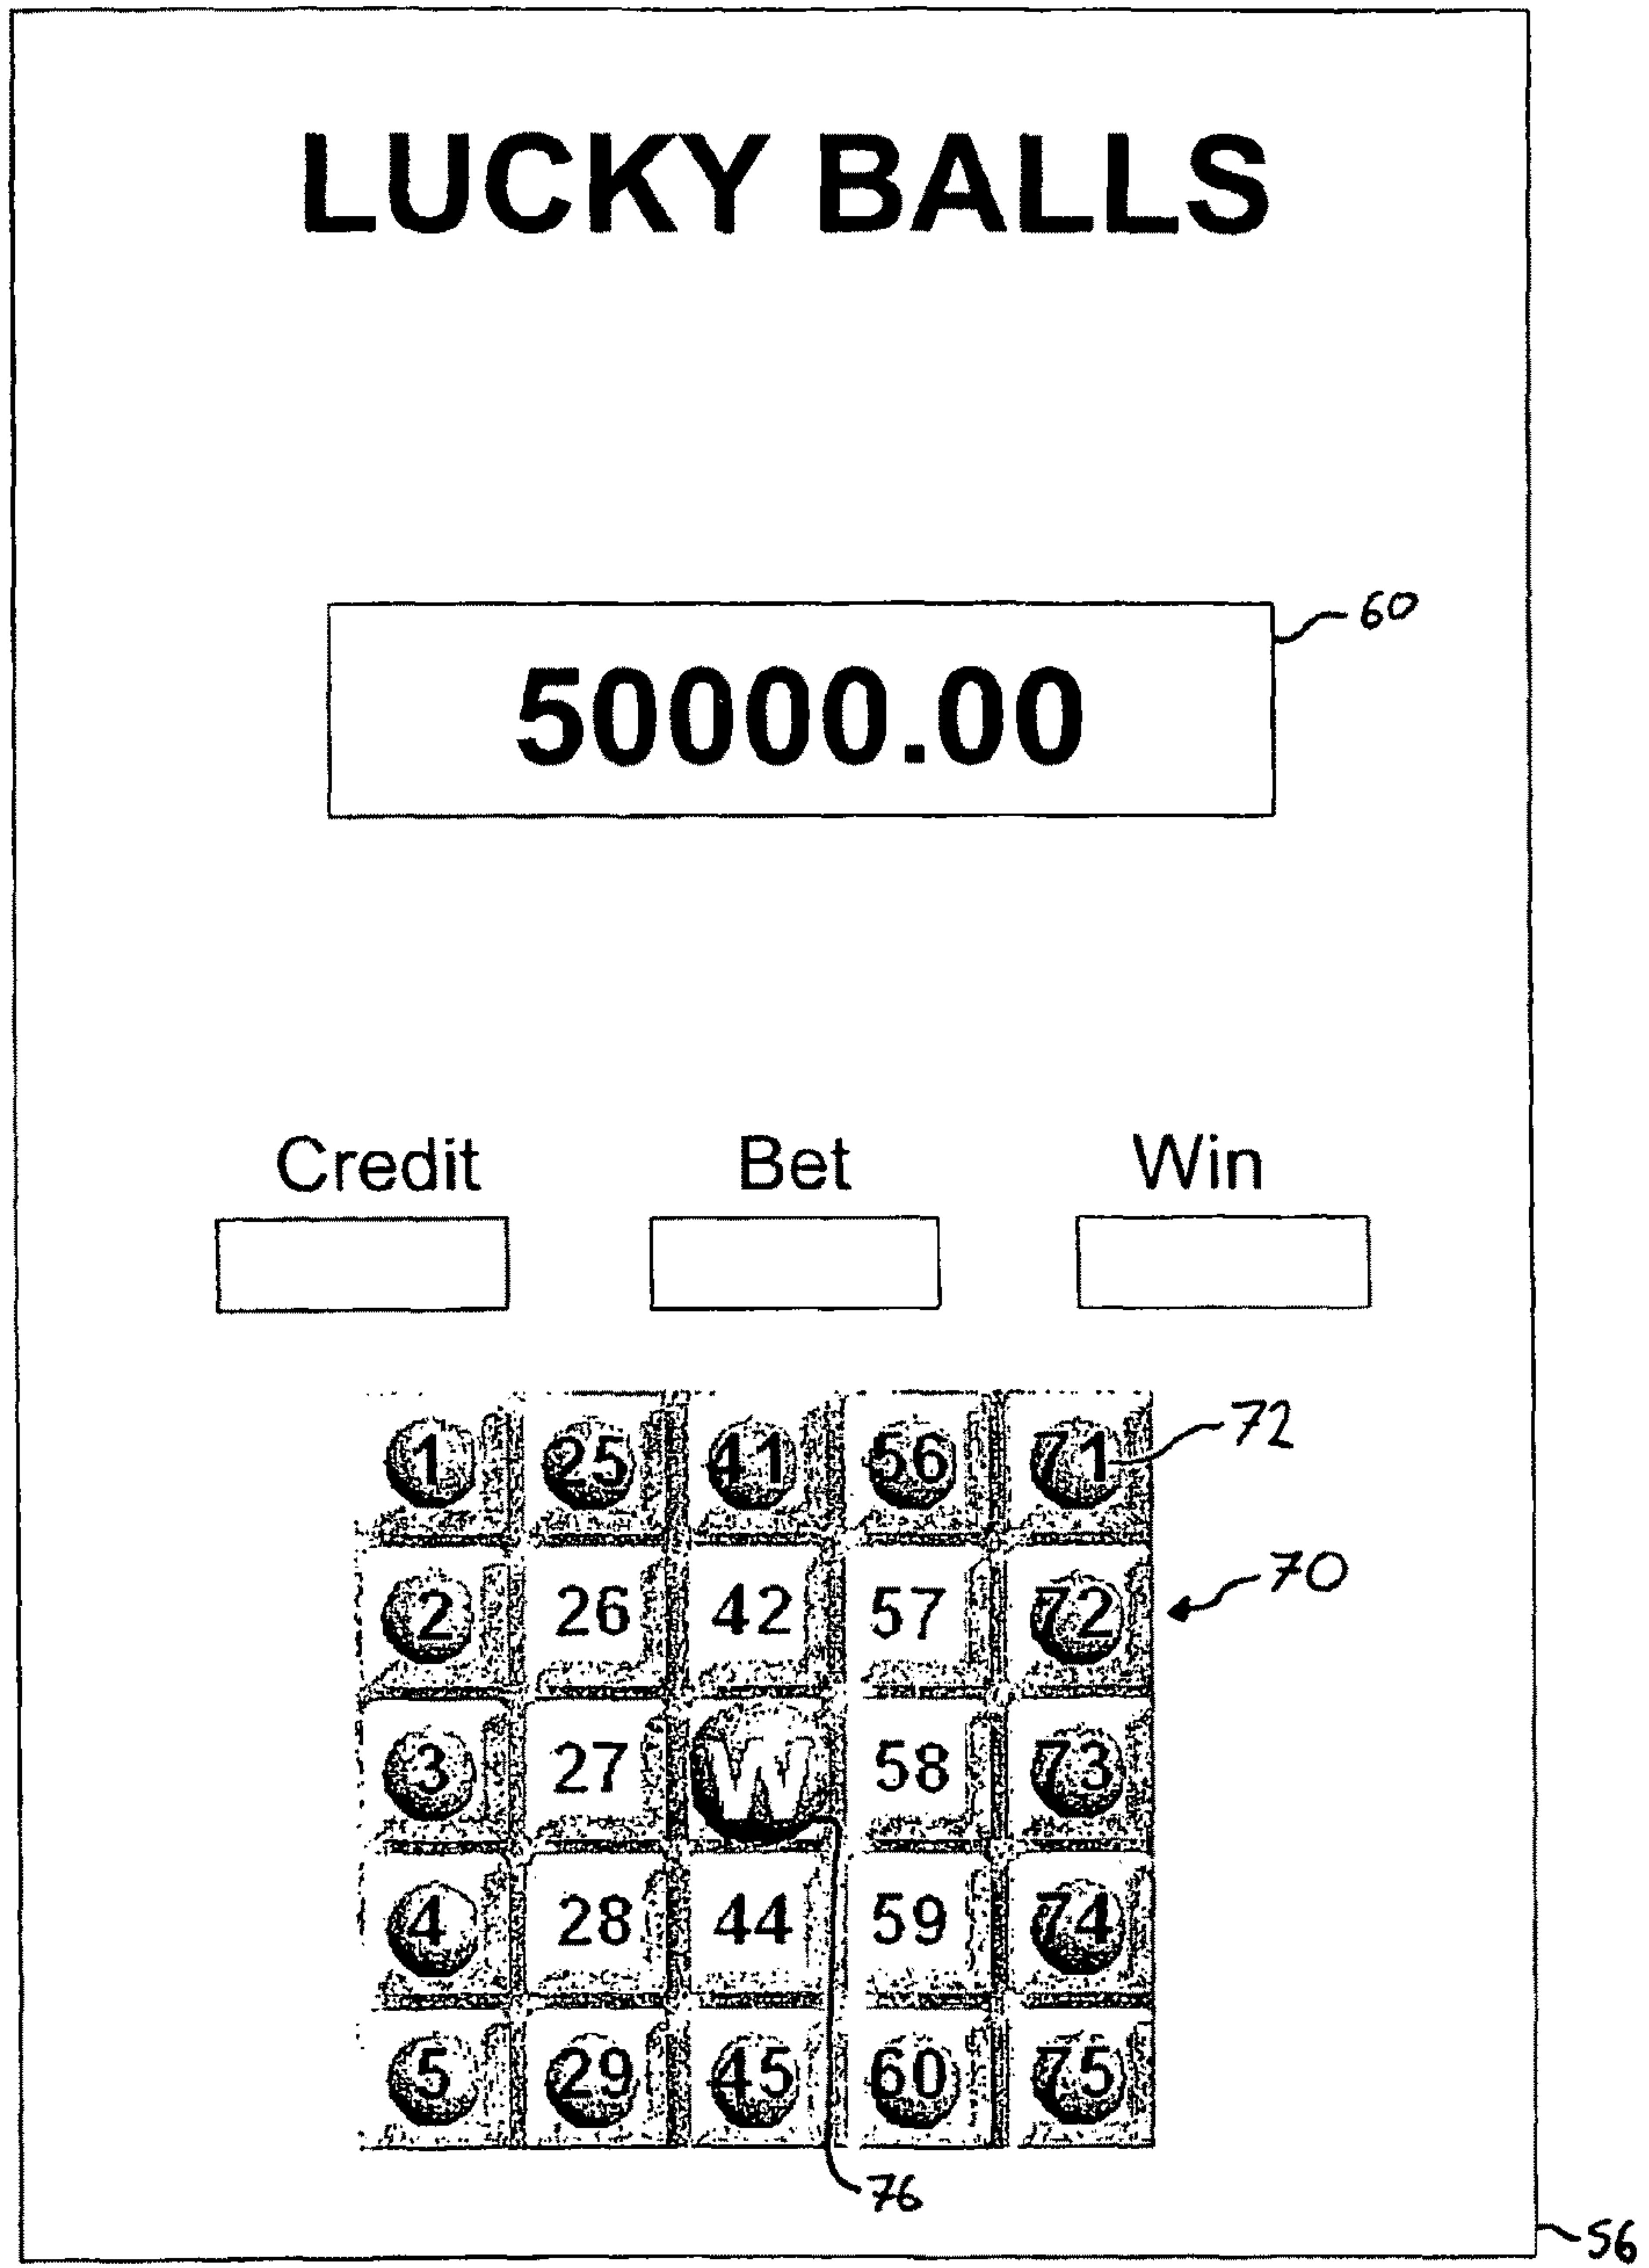 LUCKY BALLS
60
50000.00
Credit Bet Win
1 25 41 56 71 72
2 26 42 57 72 70
3 27 W 58 73
4 28 44 59 74
5 29 45 60 75
76
56